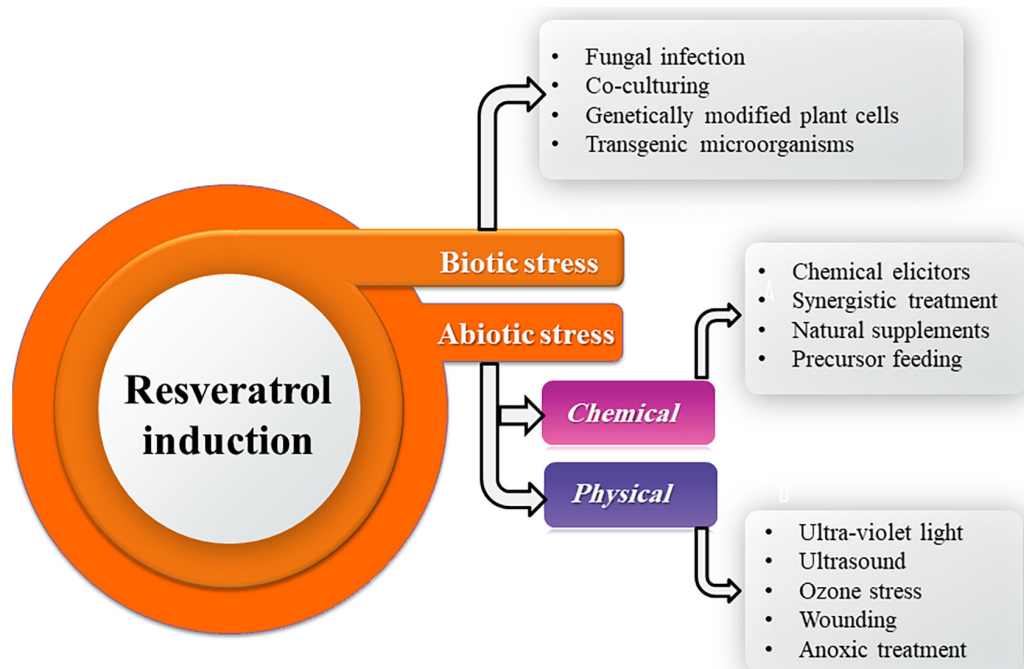 • Fungal infection
• Co-culturing
• Genetically modified plant cells
• Transgenic microorganisms
Biotic stress
Abiotic stress
Resveratrol
induction
Chemical
Physical
• Chemical elicitors
• Synergistic treatment
• Natural supplements
• Precursor feeding
A
• Ultra-violet light
• Ultrasound
• Ozone stress
• Wounding
• Anoxic treatment